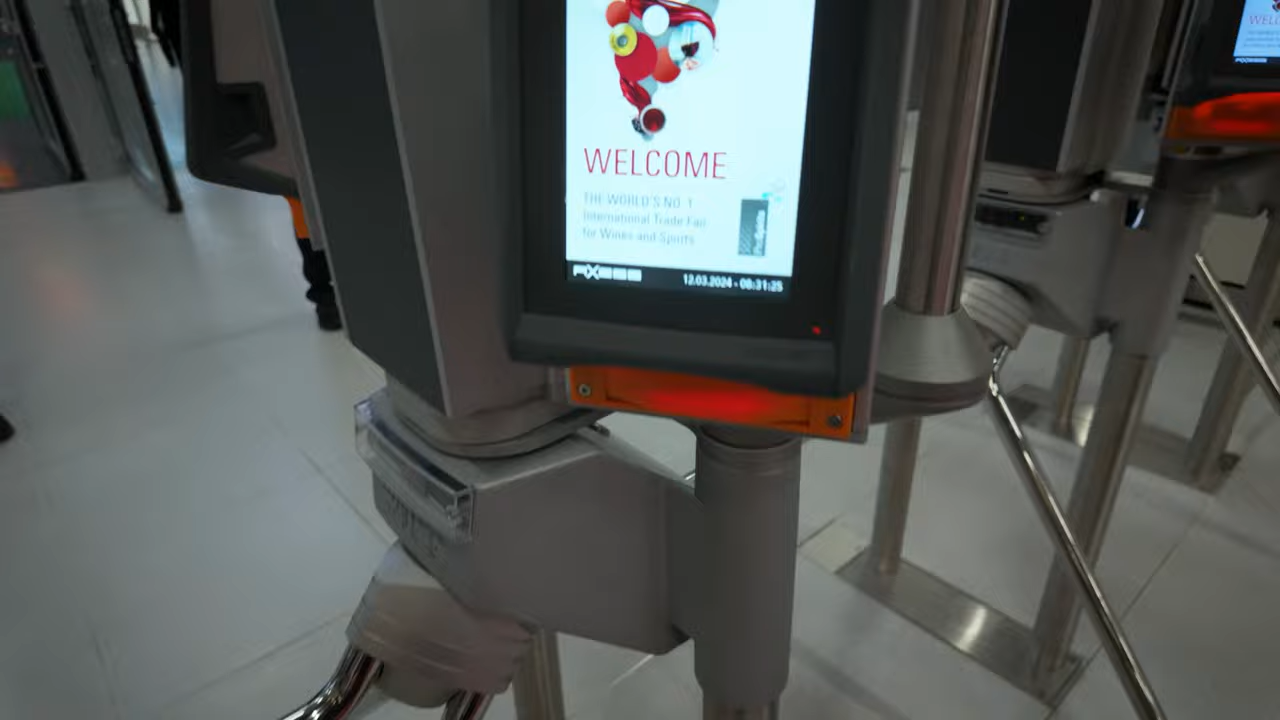 WELCOME
THE WORLD'S NO. 1
International Trade Fair
for Wines and Spirits
12.03.2024 - 08:31:25